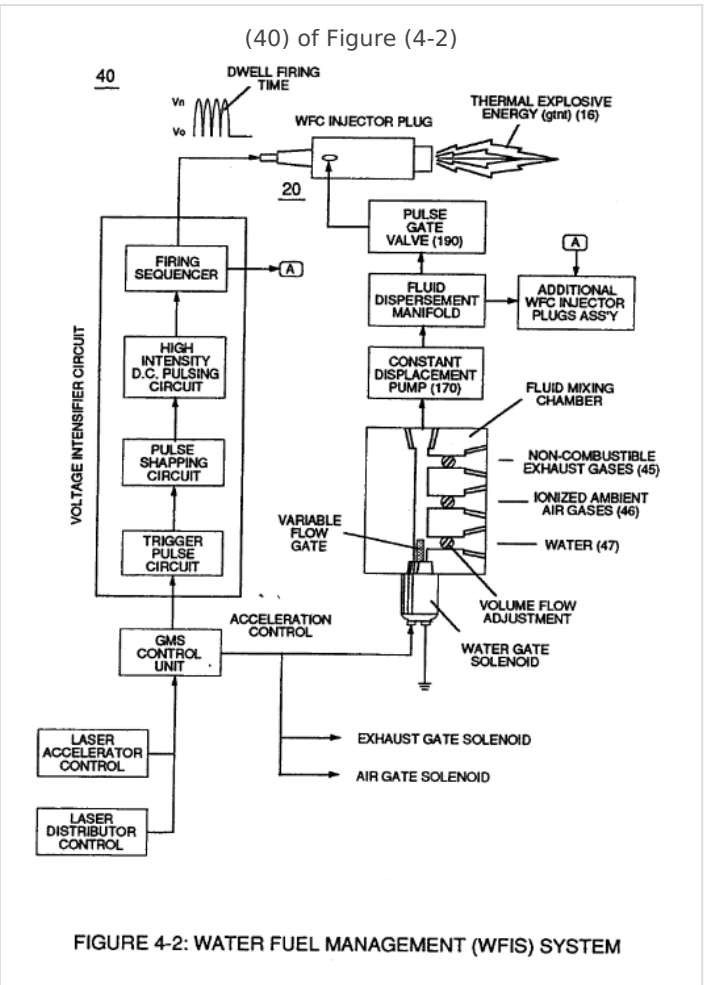 (40) of Figure (4-2)
40
DWELL FIRING
TIME
Vn
Vo
WFC INJECTOR PLUG
THERMAL EXPLOSIVE
ENERGY (gtnt) (16)
20
PULSE
GATE
VALVE (190)
FIRING
SEQUENCER
A
A
FLUID
DISPERSEMENT
MANIFOLD
ADDITIONAL
WFC INJECTOR
PLUGS ASS'Y
VOLTAGE INTENSIFIER CIRCUIT
HIGH
INTENSITY
D.C. PULSING
CIRCUIT
CONSTANT
DISPLACEMENT
PUMP (170)
FLUID MIXING
CHAMBER
PULSE
SHAPPING
CIRCUIT
NON-COMBUSTIBLE
EXHAUST GASES (45)
IONIZED AMBIENT
AIR GASES (46)
VARIABLE
FLOW
GATE
WATER (47)
TRIGGER
PULSE
CIRCUIT
VOLUME FLOW
ADJUSTMENT
ACCELERATION
CONTROL
GMS
CONTROL
UNIT
WATER GATE
SOLENOID
LASER
ACCELERATOR
CONTROL
EXHAUST GATE SOLENOID
AIR GATE SOLENOID
LASER
DISTRIBUTOR
CONTROL
FIGURE 4-2: WATER FUEL MANAGEMENT (WFIS) SYSTEM